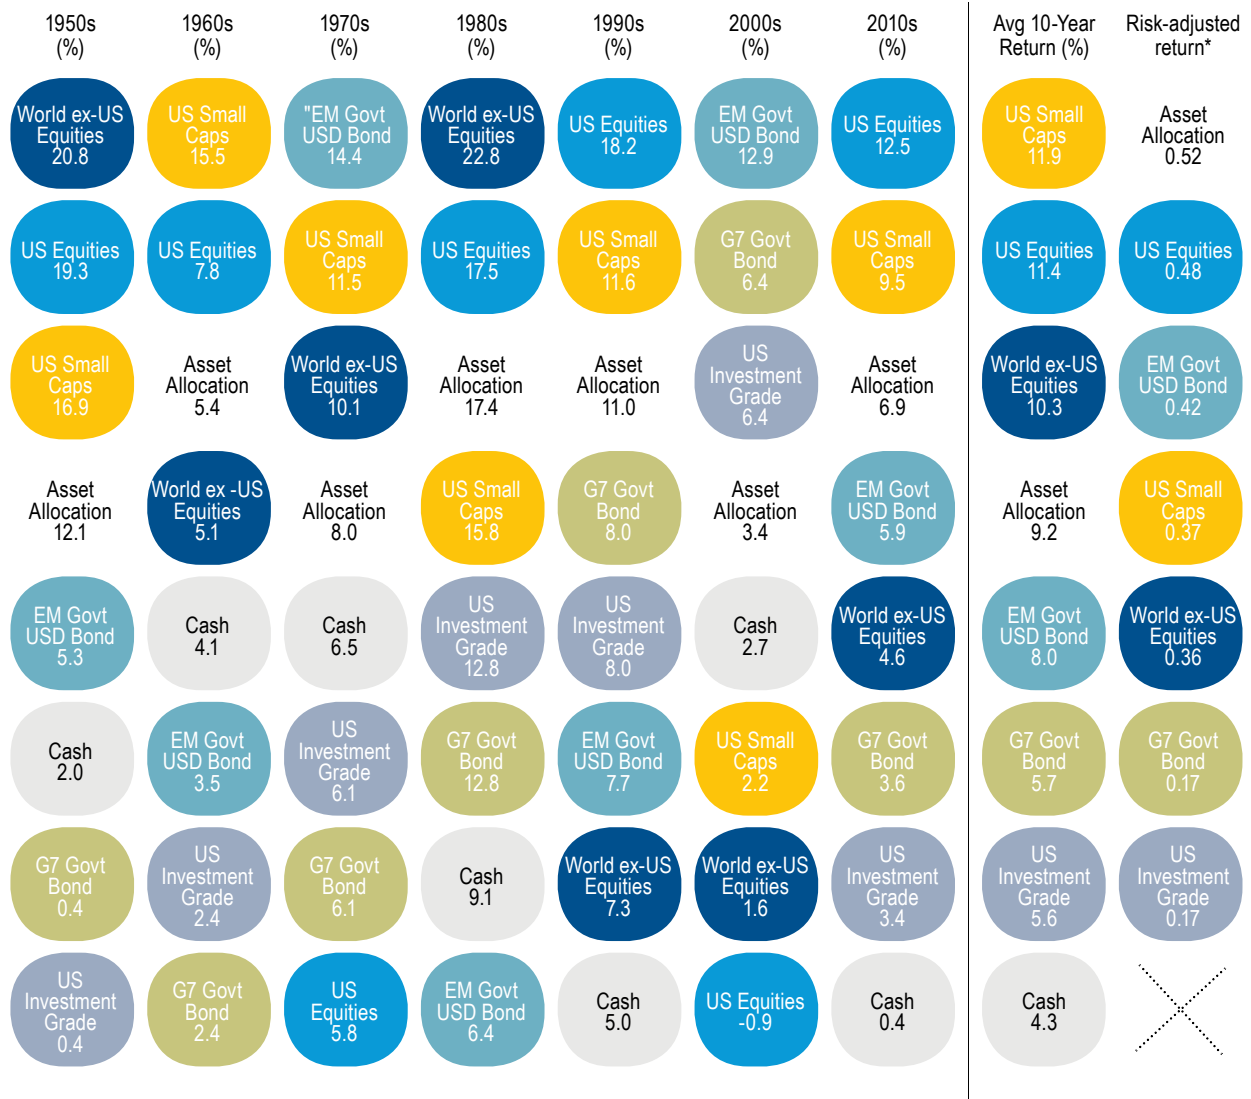 1950s
(%)
1960s
(%)
1970s
(%)
1980s
(%)
1990s
(%)
2000s
(%)
2010s
(%)
Avg 10-Year
Return (%)
Risk-adjusted
return*
World ex-US
Equities
20.8
US Small
Caps
15.5
"EM Govt
USD Bond
14.4
World ex-US
Equities
22.8
US Equities
18.2
EM Govt
USD Bond
12.9
US Equities
12.5
US Small
Caps
11.9
Asset
Allocation
0.52
US Equities
19.3
US Equities
7.8
US Small
Caps
11.5
US Equities
17.5
US Small
Caps
11.6
G7 Govt
Bond
6.4
US Small
Caps
9.5
US Equities
11.4
US Equities
0.48
US Small
Caps
16.9
Asset
Allocation
5.4
World ex-US
Equities
10.1
Asset
Allocation
17.4
Asset
Allocation
11.0
US
Investment
Grade
6.4
Asset
Allocation
6.9
World ex-US
Equities
10.3
EM Govt
USD Bond
0.42
Asset
Allocation
12.1
World ex -US
Equities
5.1
Asset
Allocation
8.0
US Small
Caps
15.8
G7 Govt
Bond
8.0
Asset
Allocation
3.4
EM Govt
USD Bond
5.9
Asset
Allocation
9.2
US Small
Caps
0.37
EM Govt
USD Bond
5.3
Cash
4.1
Cash
6.5
US
Investment
Grade
12.8
US
Investment
Grade
8.0
Cash
2.7
World ex-US
Equities
4.6
EM Govt
USD Bond
8.0
World ex-US
Equities
0.36
Cash
2.0
EM Govt
USD Bond
3.5
US
Investment
Grade
6.1
G7 Govt
Bond
12.8
EM Govt
USD Bond
7.7
US Small
Caps
2.2
G7 Govt
Bond
3.6
G7 Govt
Bond
5.7
G7 Govt
Bond
0.17
G7 Govt
Bond
0.4
US
Investment
Grade
2.4
G7 Govt
Bond
6.1
Cash
9.1
World ex-US
Equities
7.3
World ex-US
Equities
1.6
US
Investment
Grade
3.4
US
Investment
Grade
5.6
US
Investment
Grade
0.17
US
Investment
Grade
0.4
G7 Govt
Bond
2.4
US
Equities
5.8
EM Govt
USD Bond
6.4
Cash
5.0
US Equities
-0.9
Cash
0.4
Cash
4.3